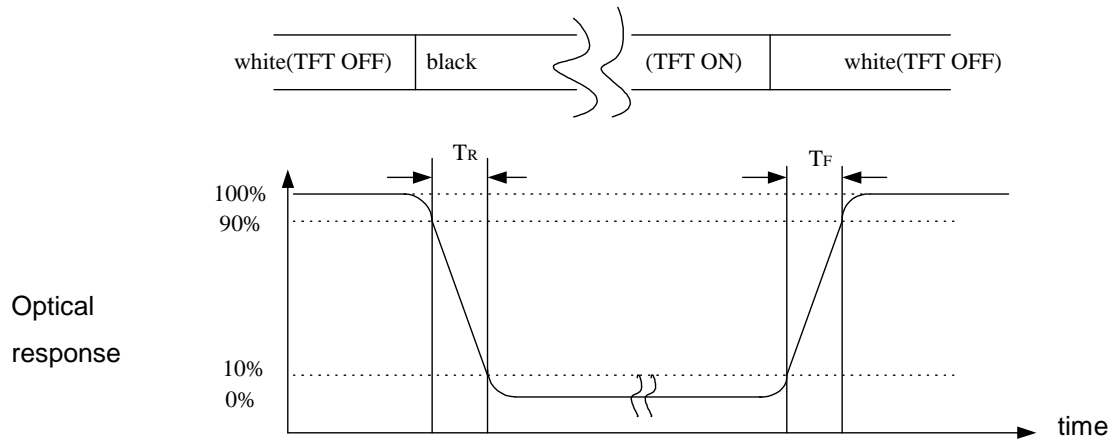 white(TFT OFF) black (TFT ON) white(TFT OFF)
TR TF
100%
90%
Optical
response
10%
0%
time